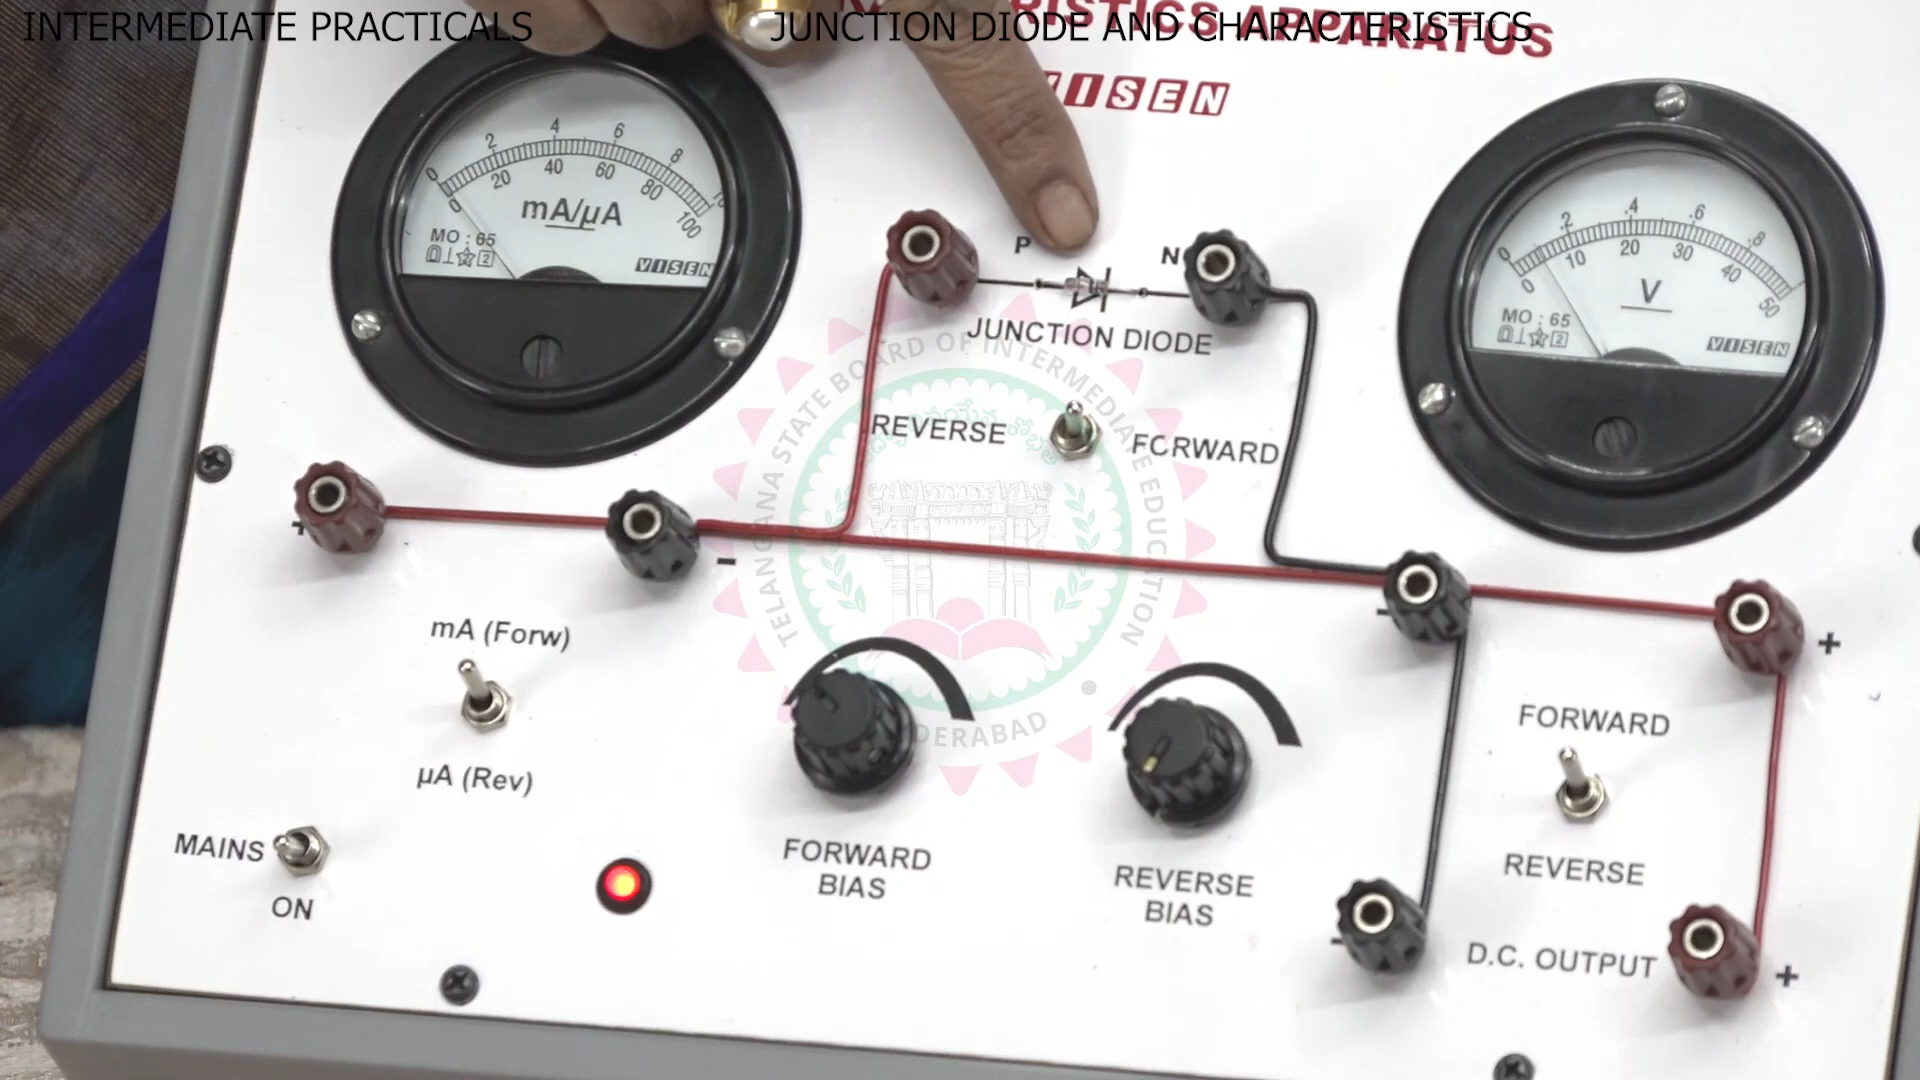 INTERMEDIATE PRACTICALS
JUNCTION DIODE AND CHARACTERISTICS
RISTICS APPARATUS
VISEN
0 2 4 6 8
0 20 40 60 80 100
mA/µA
MO : 65
VISEN
0 .2 .4 .6 .8
0 10 20 30 40 50
V
MO : 65
VISEN
P
N
JUNCTION DIODE
REVERSE
FORWARD
+
-
-
+
mA (Forw)
µA (Rev)
MAINS
ON
FORWARD
BIAS
REVERSE
BIAS
FORWARD
REVERSE
-
D.C. OUTPUT
+
TELANGANA STATE BOARD OF INTERMEDIATE EDUCATION
DERABAD